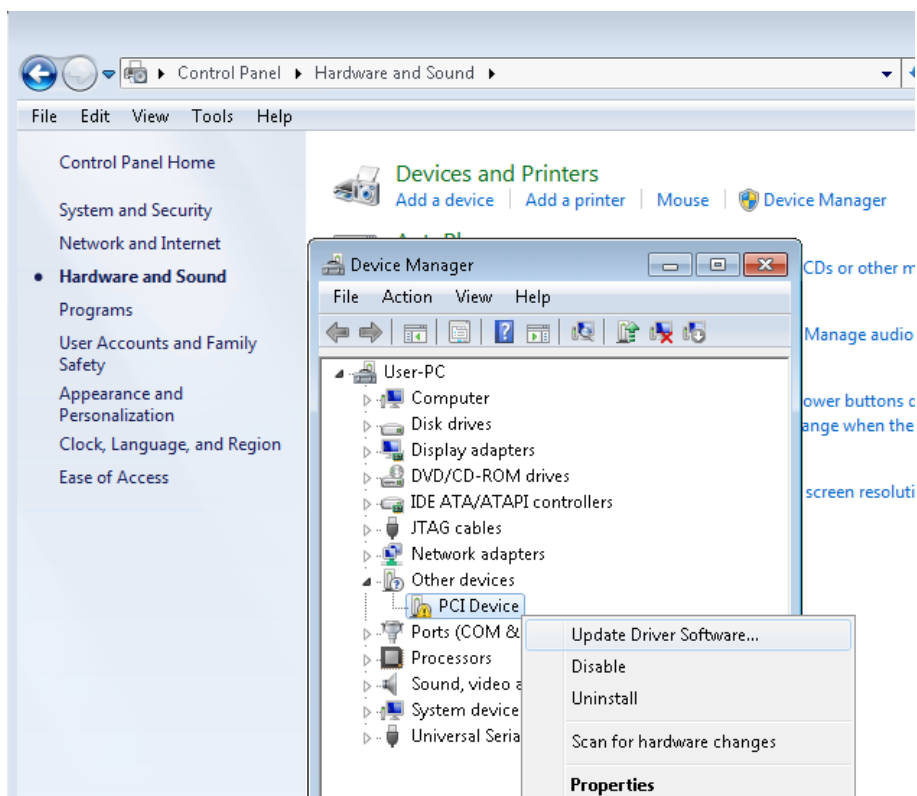 Control Panel Hardware and Sound
File Edit View Tools Help
Control Panel Home
System and Security
Network and Internet
Hardware and Sound
Programs
User Accounts and Family
Safety
Appearance and
Personalization
Clock, Language, and Region
Ease of Access
Devices and Printers
Add a device Add a printer Mouse Device Manager
CDs or other
Manage audio
ower buttons
ange when the
screen resoluti
Device Manager
File Action View Help
User-PC
Computer
Disk drives
Display adapters
DVD/CD-ROM drives
IDE ATA/ATAPI controllers
JTAG cables
Network adapters
Other devices
PCI Device
Ports (COM &
Processors
Sound, video a
System device
Universal Seria
Update Driver Software...
Disable
Uninstall
Scan for hardware changes
Properties